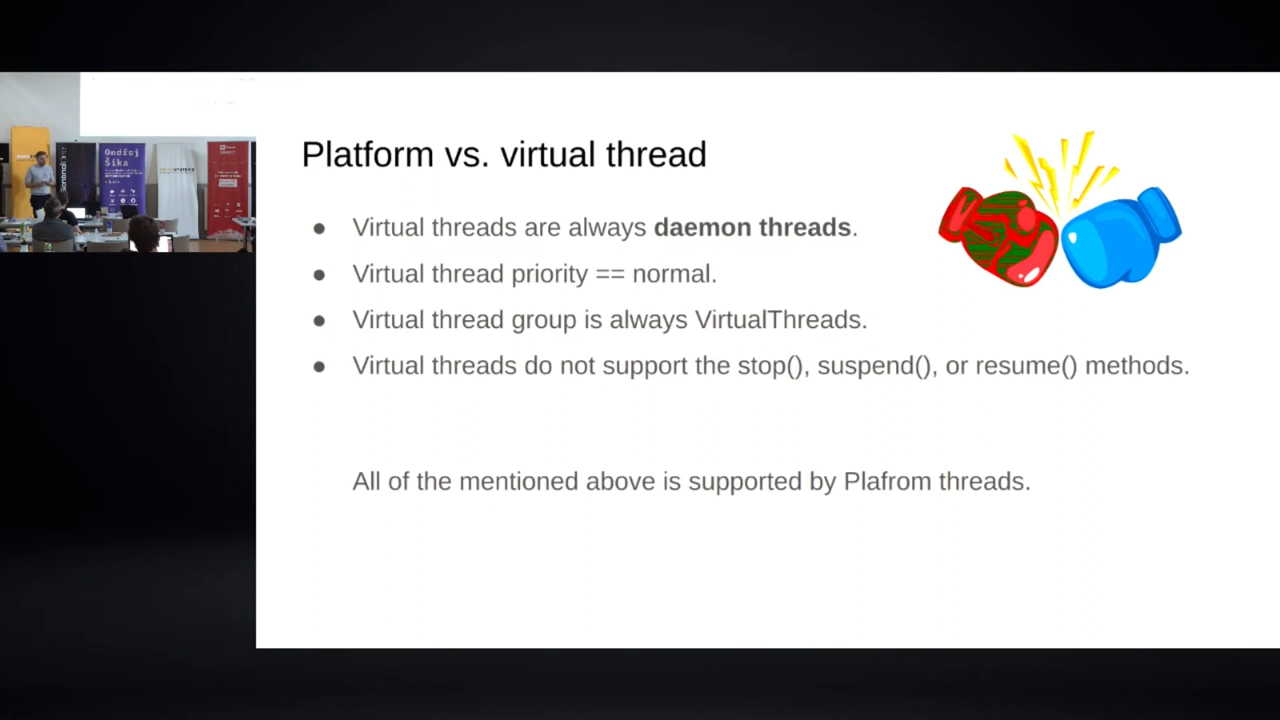 Platform vs. virtual thread
● Virtual threads are always daemon threads.
● Virtual thread priority == normal.
● Virtual thread group is always VirtualThreads.
● Virtual threads do not support the stop(), suspend(), or resume() methods.
All of the mentioned above is supported by Plafrom threads.
Ondřej
Šika